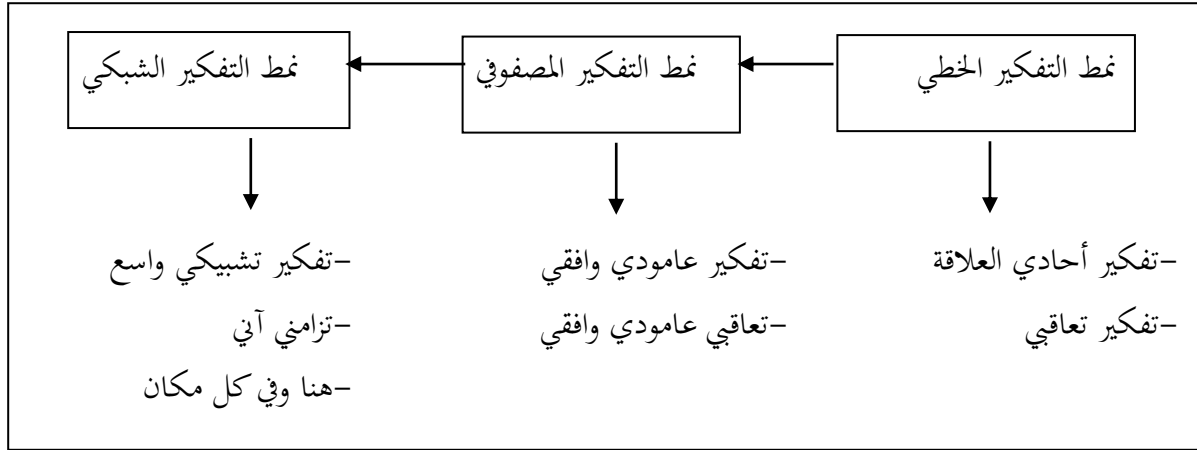 نمط التفكير الخطي
نمط التفكير المصفوفي
نمط التفكير الشبكي
-تفكير أحادي العلاقة
-تفكير تعاقبي
-تفكير عامودي وافقي
-تعاقبي عامودي وافقي
-تفكير تشبيكي واسع
-تزامني آني
-هنا وفي كل مكان